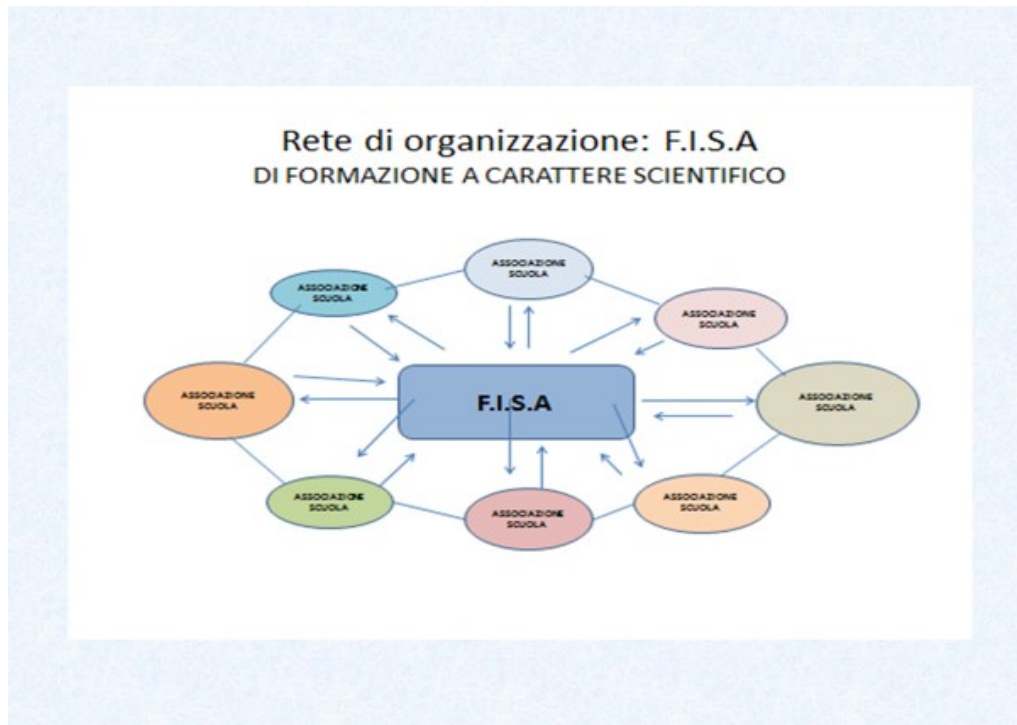 Rete di organizzazione: F.I.S.A
DI FORMAZIONE A CARATTERE SCIENTIFICO
ASSOCIAZIONE
SCUOLA
ASSOCIAZIONE
SCUOLA
ASSOCIAZIONE
SCUOLA
ASSOCIAZIONE
SCUOLA
F.I.S.A
ASSOCIAZIONE
SCUOLA
ASSOCIAZIONE
SCUOLA
ASSOCIAZIONE
SCUOLA
ASSOCIAZIONE
SCUOLA